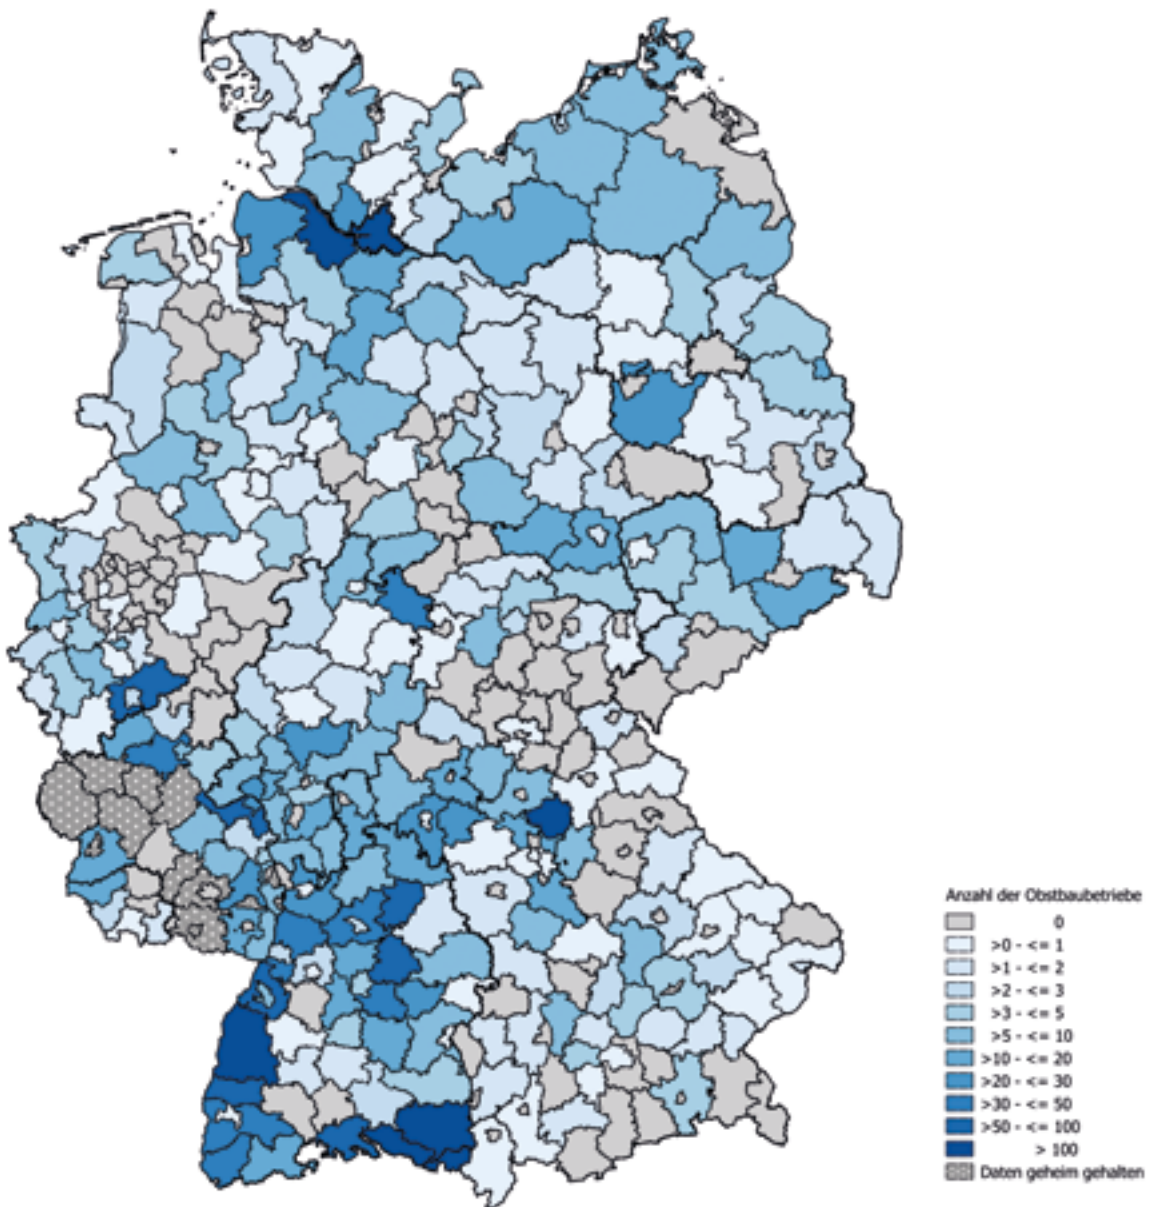 Anzahl der Obstbaubetriebe
0
>0 - <= 1
>1 - <= 2
>2 - <= 3
>3 - <= 5
>5 - <= 10
>10 - <= 20
>20 - <= 30
>30 - <= 50
>50 - <= 100
> 100
Daten geheim gehalten